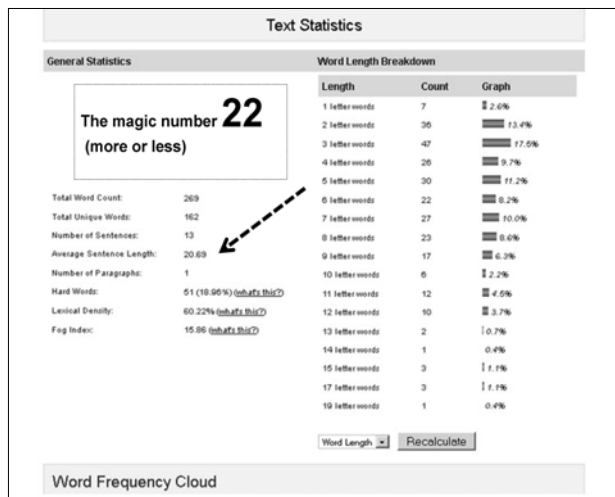 Text Statistics
General Statistics
The magic number 22
(more or less)
Total Word Count: 269
Total Unique Words: 162
Number of Sentences: 13
Average Sentence Length: 20.69
Number of Paragraphs: 1
Hard Words: 51 (18.96%) (what's this?)
Lexical Density: 60.22% (what's this?)
Fog Index: 15.86 (what's this?)
Word Length Breakdown
Length Count Graph
1 letter words 7 2.6%
2 letter words 36 13.4%
3 letter words 47 17.5%
4 letter words 26 9.7%
5 letter words 30 11.2%
6 letter words 22 8.2%
7 letter words 27 10.0%
8 letter words 23 8.6%
9 letter words 17 6.3%
10 letter words 6 2.2%
11 letter words 12 4.5%
12 letter words 10 3.7%
13 letter words 2 0.7%
14 letter words 1 0.4%
15 letter words 3 1.1%
17 letter words 3 1.1%
19 letter words 1 0.4%
Word Length Recalculate
Word Frequency Cloud